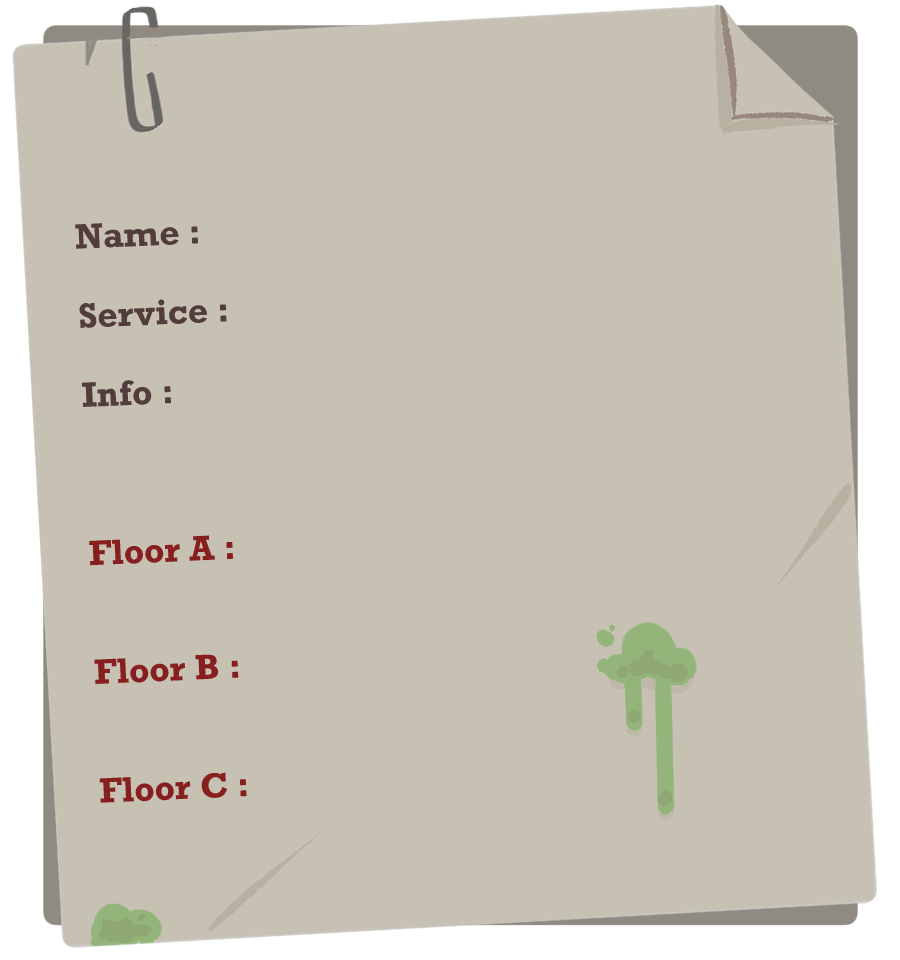 Name :
Service :
Info :
Floor A :
Floor B :
Floor C :